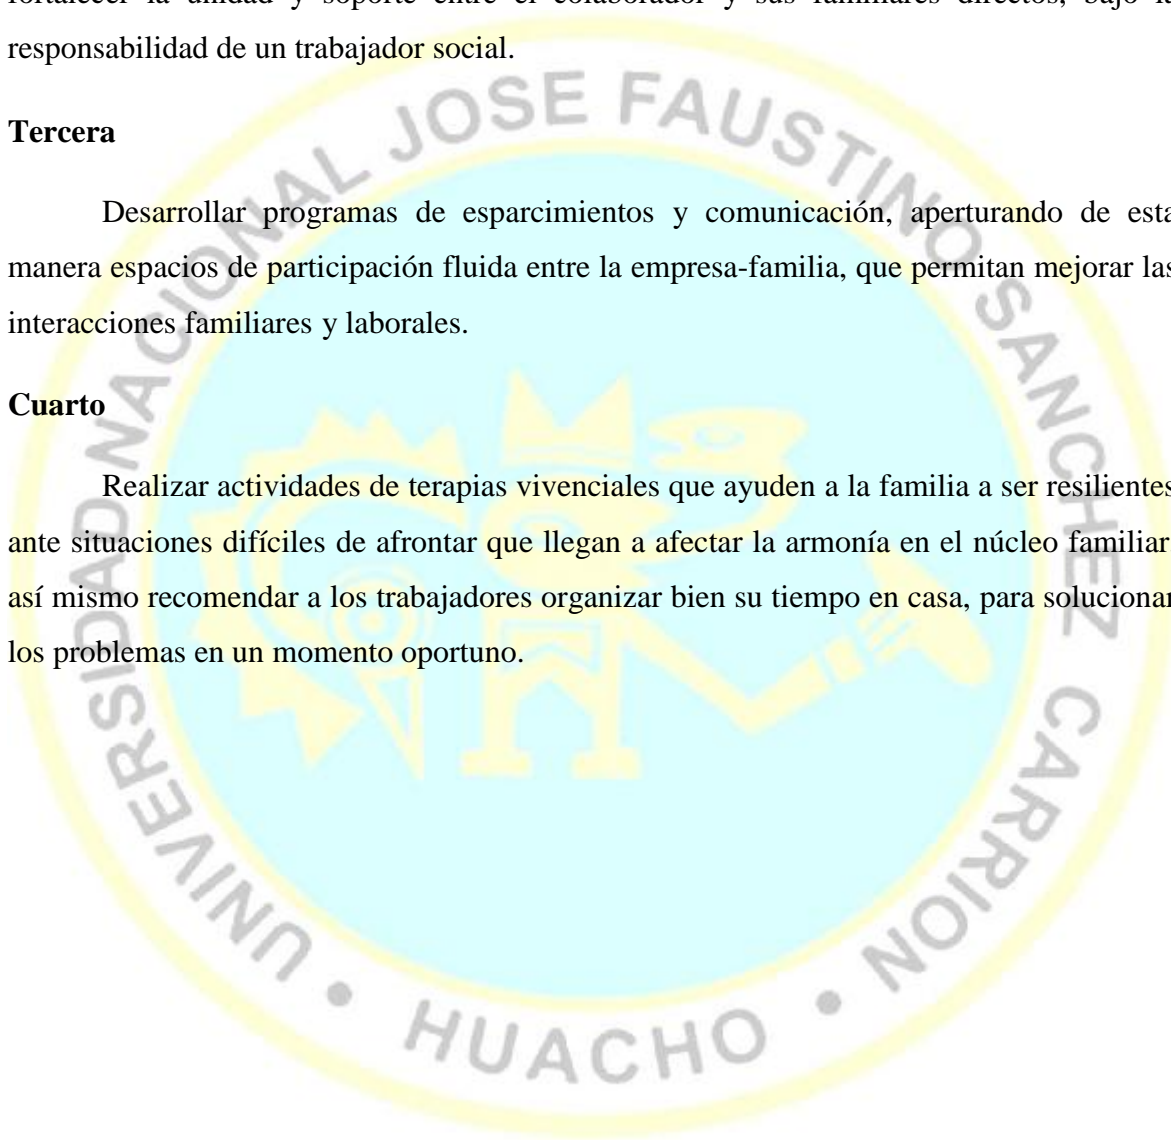 fortalecer la unidad y soporte entre el colaborador y sus familiares directos, bajo la
responsabilidad de un trabajador social.
Tercera
Desarrollar programas de esparcimientos y comunicación, aperturando de esta
manera espacios de participación fluida entre la empresa-familia, que permitan mejorar las
interacciones familiares y laborales.
Cuarto
Realizar actividades de terapias vivenciales que ayuden a la familia a ser resilientes
ante situaciones difíciles de afrontar que llegan a afectar la armonía en el núcleo familiar
así mismo recomendar a los trabajadores organizar bien su tiempo en casa, para solucionar
los problemas en un momento oportuno.
UNIVERSIDAD NACIONAL JOSE FAUSTINO SANCHEZ CARRION • HUACHO •